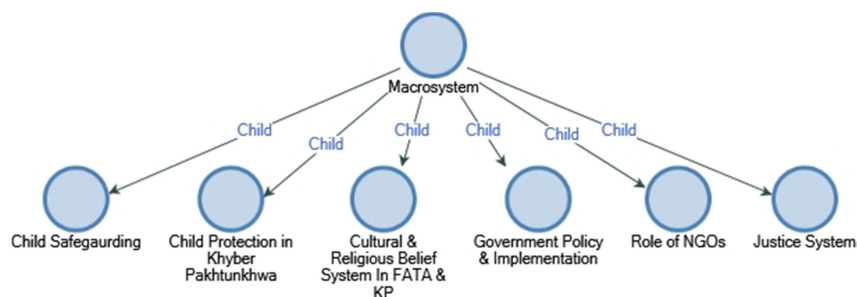 Macrosystem
Child
Child
Child
Child
Child
Child
Child Safegaurding
Child Protection in
Khyber
Pakhtunkhwa
Cultural &
Religious Belief
System In FATA &
KP
Government Policy
& Implementation
Role of NGOs
Justice System